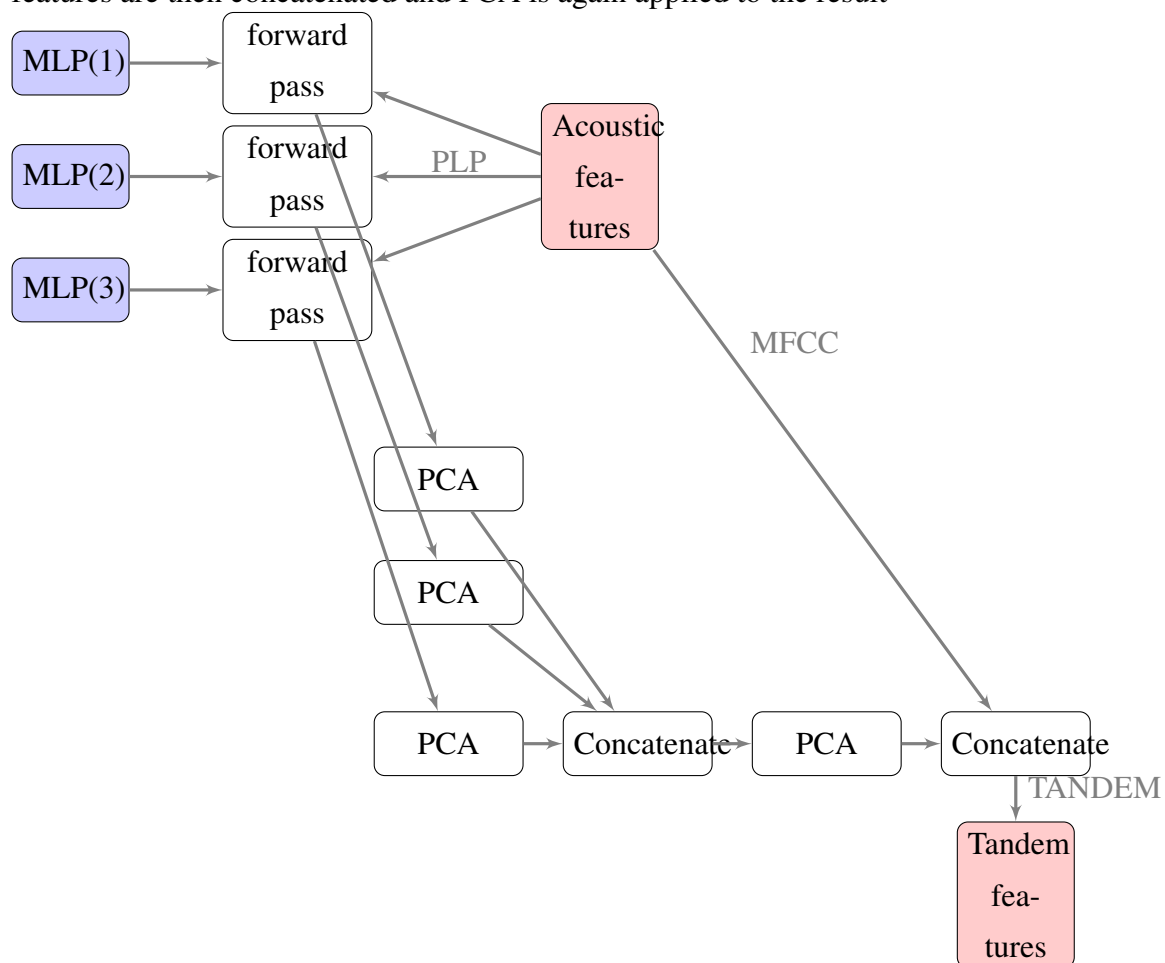 features are then concatenated and PCA is again applied to the result
MLP(1)
forward
pass
MLP(2)
forward
pass
MLP(3)
forward
pass
PLP
Acoustic
fea-
tures
MFCC
PCA
PCA
PCA
Concatenate
PCA
Concatenate
TANDEM
Tandem
fea-
tures